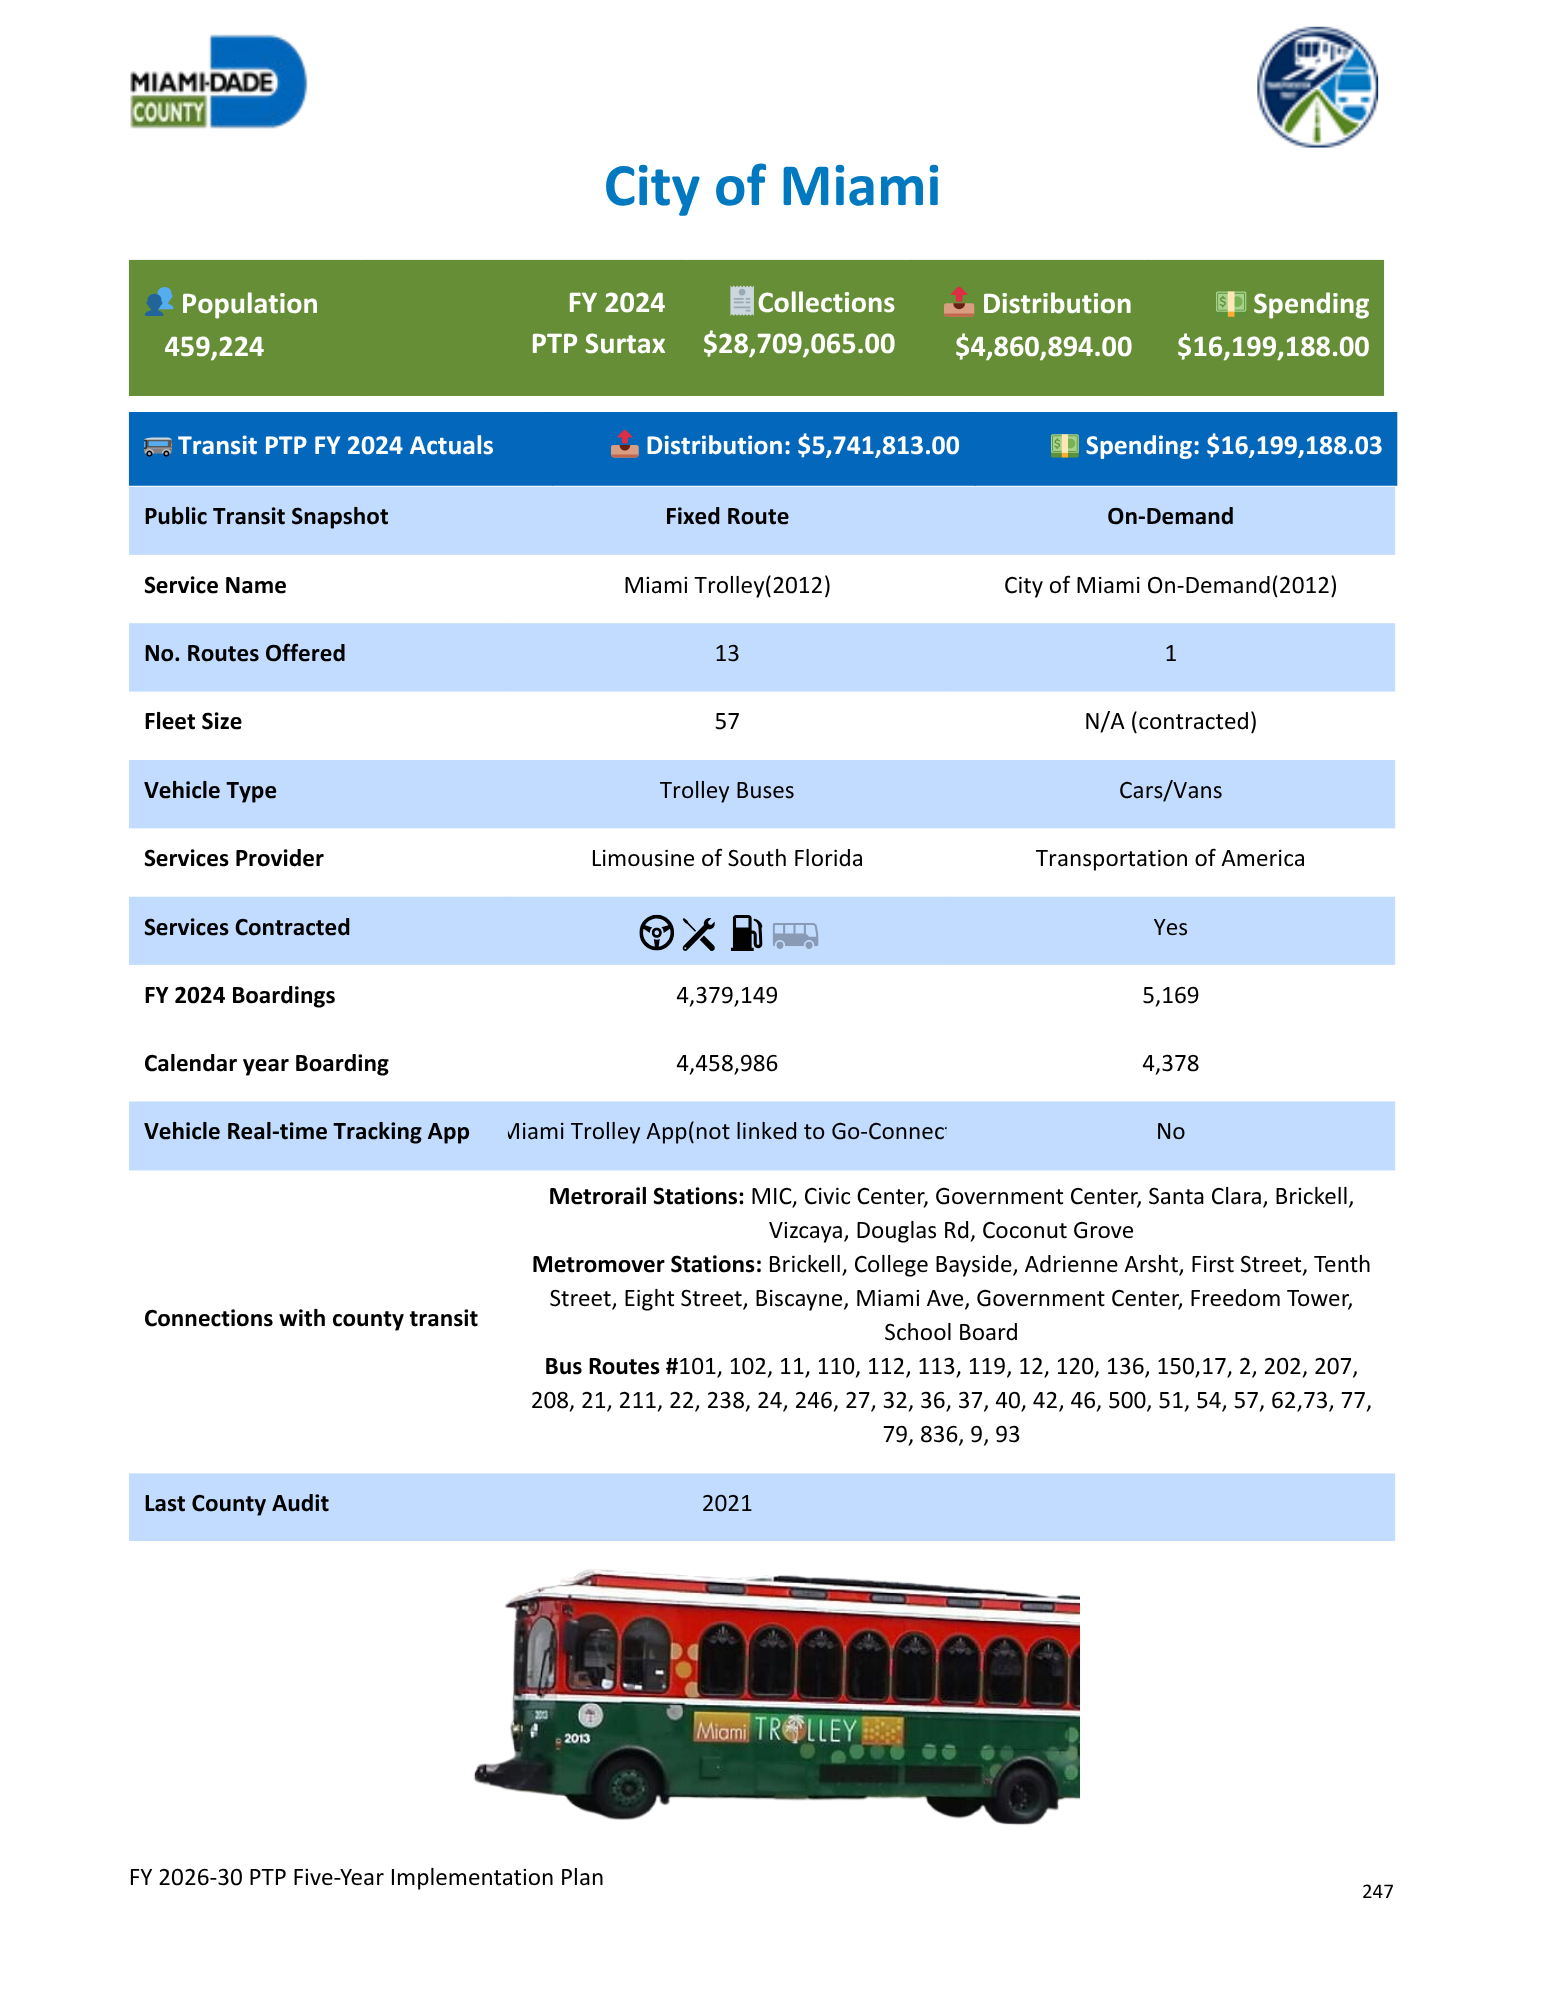 MIAMI-DADE
COUNTY
City of Miami
Population FY 2024 Collections Distribution Spending
459,224 PTP Surtax $28,709,065.00 $4,860,894.00 $16,199,188.00
Transit PTP FY 2024 Actuals Distribution: $5,741,813.00 Spending: $16,199,188.03
Public Transit Snapshot Fixed Route On-Demand
Service Name Miami Trolley(2012) City of Miami On-Demand(2012)
No. Routes Offered 13 1
Fleet Size 57 N/A (contracted)
Vehicle Type Trolley Buses Cars/Vans
Services Provider Limousine of South Florida Transportation of America
Services Contracted Yes
FY 2024 Boardings 4,379,149 5,169
Calendar year Boarding 4,458,986 4,378
Vehicle Real-time Tracking App Miami Trolley App(not linked to Go-Connect No
Connections with county transit
Metrorail Stations: MIC, Civic Center, Government Center, Santa Clara, Brickell,
Vizcaya, Douglas Rd, Coconut Grove
Metromover Stations: Brickell, College Bayside, Adrienne Arsht, First Street, Tenth
Street, Eight Street, Biscayne, Miami Ave, Government Center, Freedom Tower,
School Board
Bus Routes #101, 102, 11, 110, 112, 113, 119, 12, 120, 136, 150,17, 2, 202, 207,
208, 21, 211, 22, 238, 24, 246, 27, 32, 36, 37, 40, 42, 46, 500, 51, 54, 57, 62,73, 77,
79, 836, 9, 93
Last County Audit 2021
2013
2013
Miami TROLLEY
FY 2026-30 PTP Five-Year Implementation Plan
247